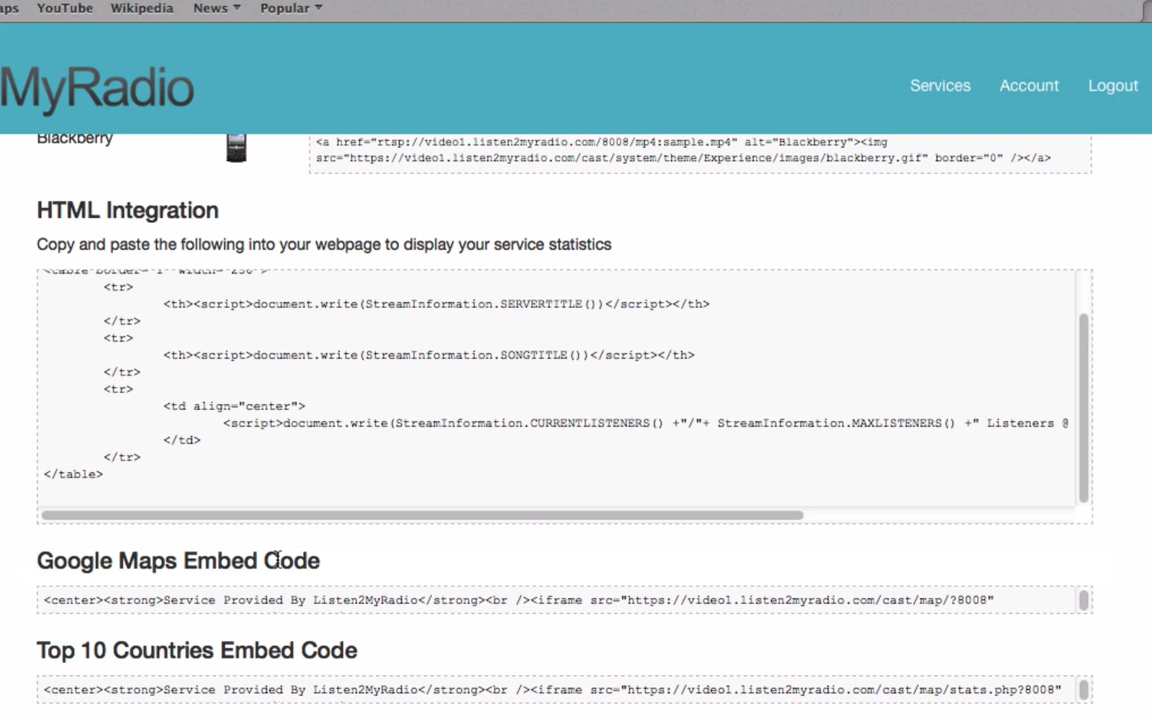 YouTube Wikipedia News Popular
MyRadio
Services Account Logout
Blackberry
<a href="rtsp://video1.listen2myradio.com/8008/mp4:sample.mp4" alt="Blackberry"><img
src="https://video1.listen2myradio.com/cast/system/theme/Experience/images/blackberry.gif" border="0" /></a>
HTML Integration
Copy and paste the following into your webpage to display your service statistics
<table border="1" width="250">
<tr>
<th><script>document.write(StreamInformation.SERVERTITLE())</script></th>
</tr>
<tr>
<th><script>document.write(StreamInformation.SONGTITLE())</script></th>
</tr>
<tr>
<td align="center">
<script>document.write(StreamInformation.CURRENTLISTENERS() +"/"+ StreamInformation.MAXLISTENERS() +" Listeners @
</td>
</tr>
</table>
Google Maps Embed Code
<center><strong>Service Provided By Listen2MyRadio</strong><br /><iframe src="https://video1.listen2myradio.com/cast/map/?8008"
Top 10 Countries Embed Code
<center><strong>Service Provided By Listen2MyRadio</strong><br /><iframe src="https://video1.listen2myradio.com/cast/map/stats.php?8008"